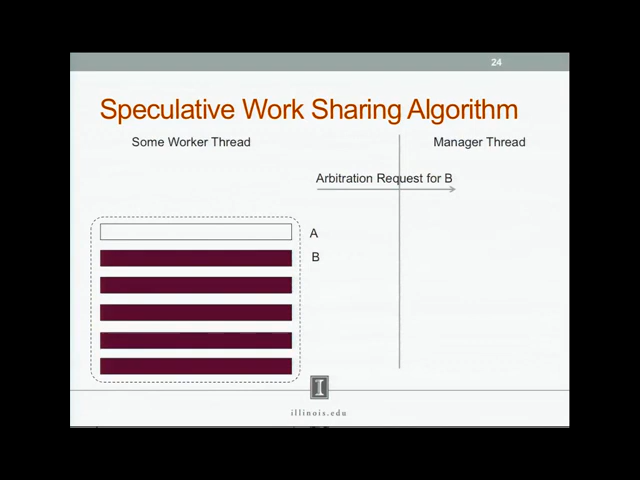 24
Speculative Work Sharing Algorithm
Some Worker Thread
Manager Thread
Arbitration Request for B
A
B
I
illinois.edu